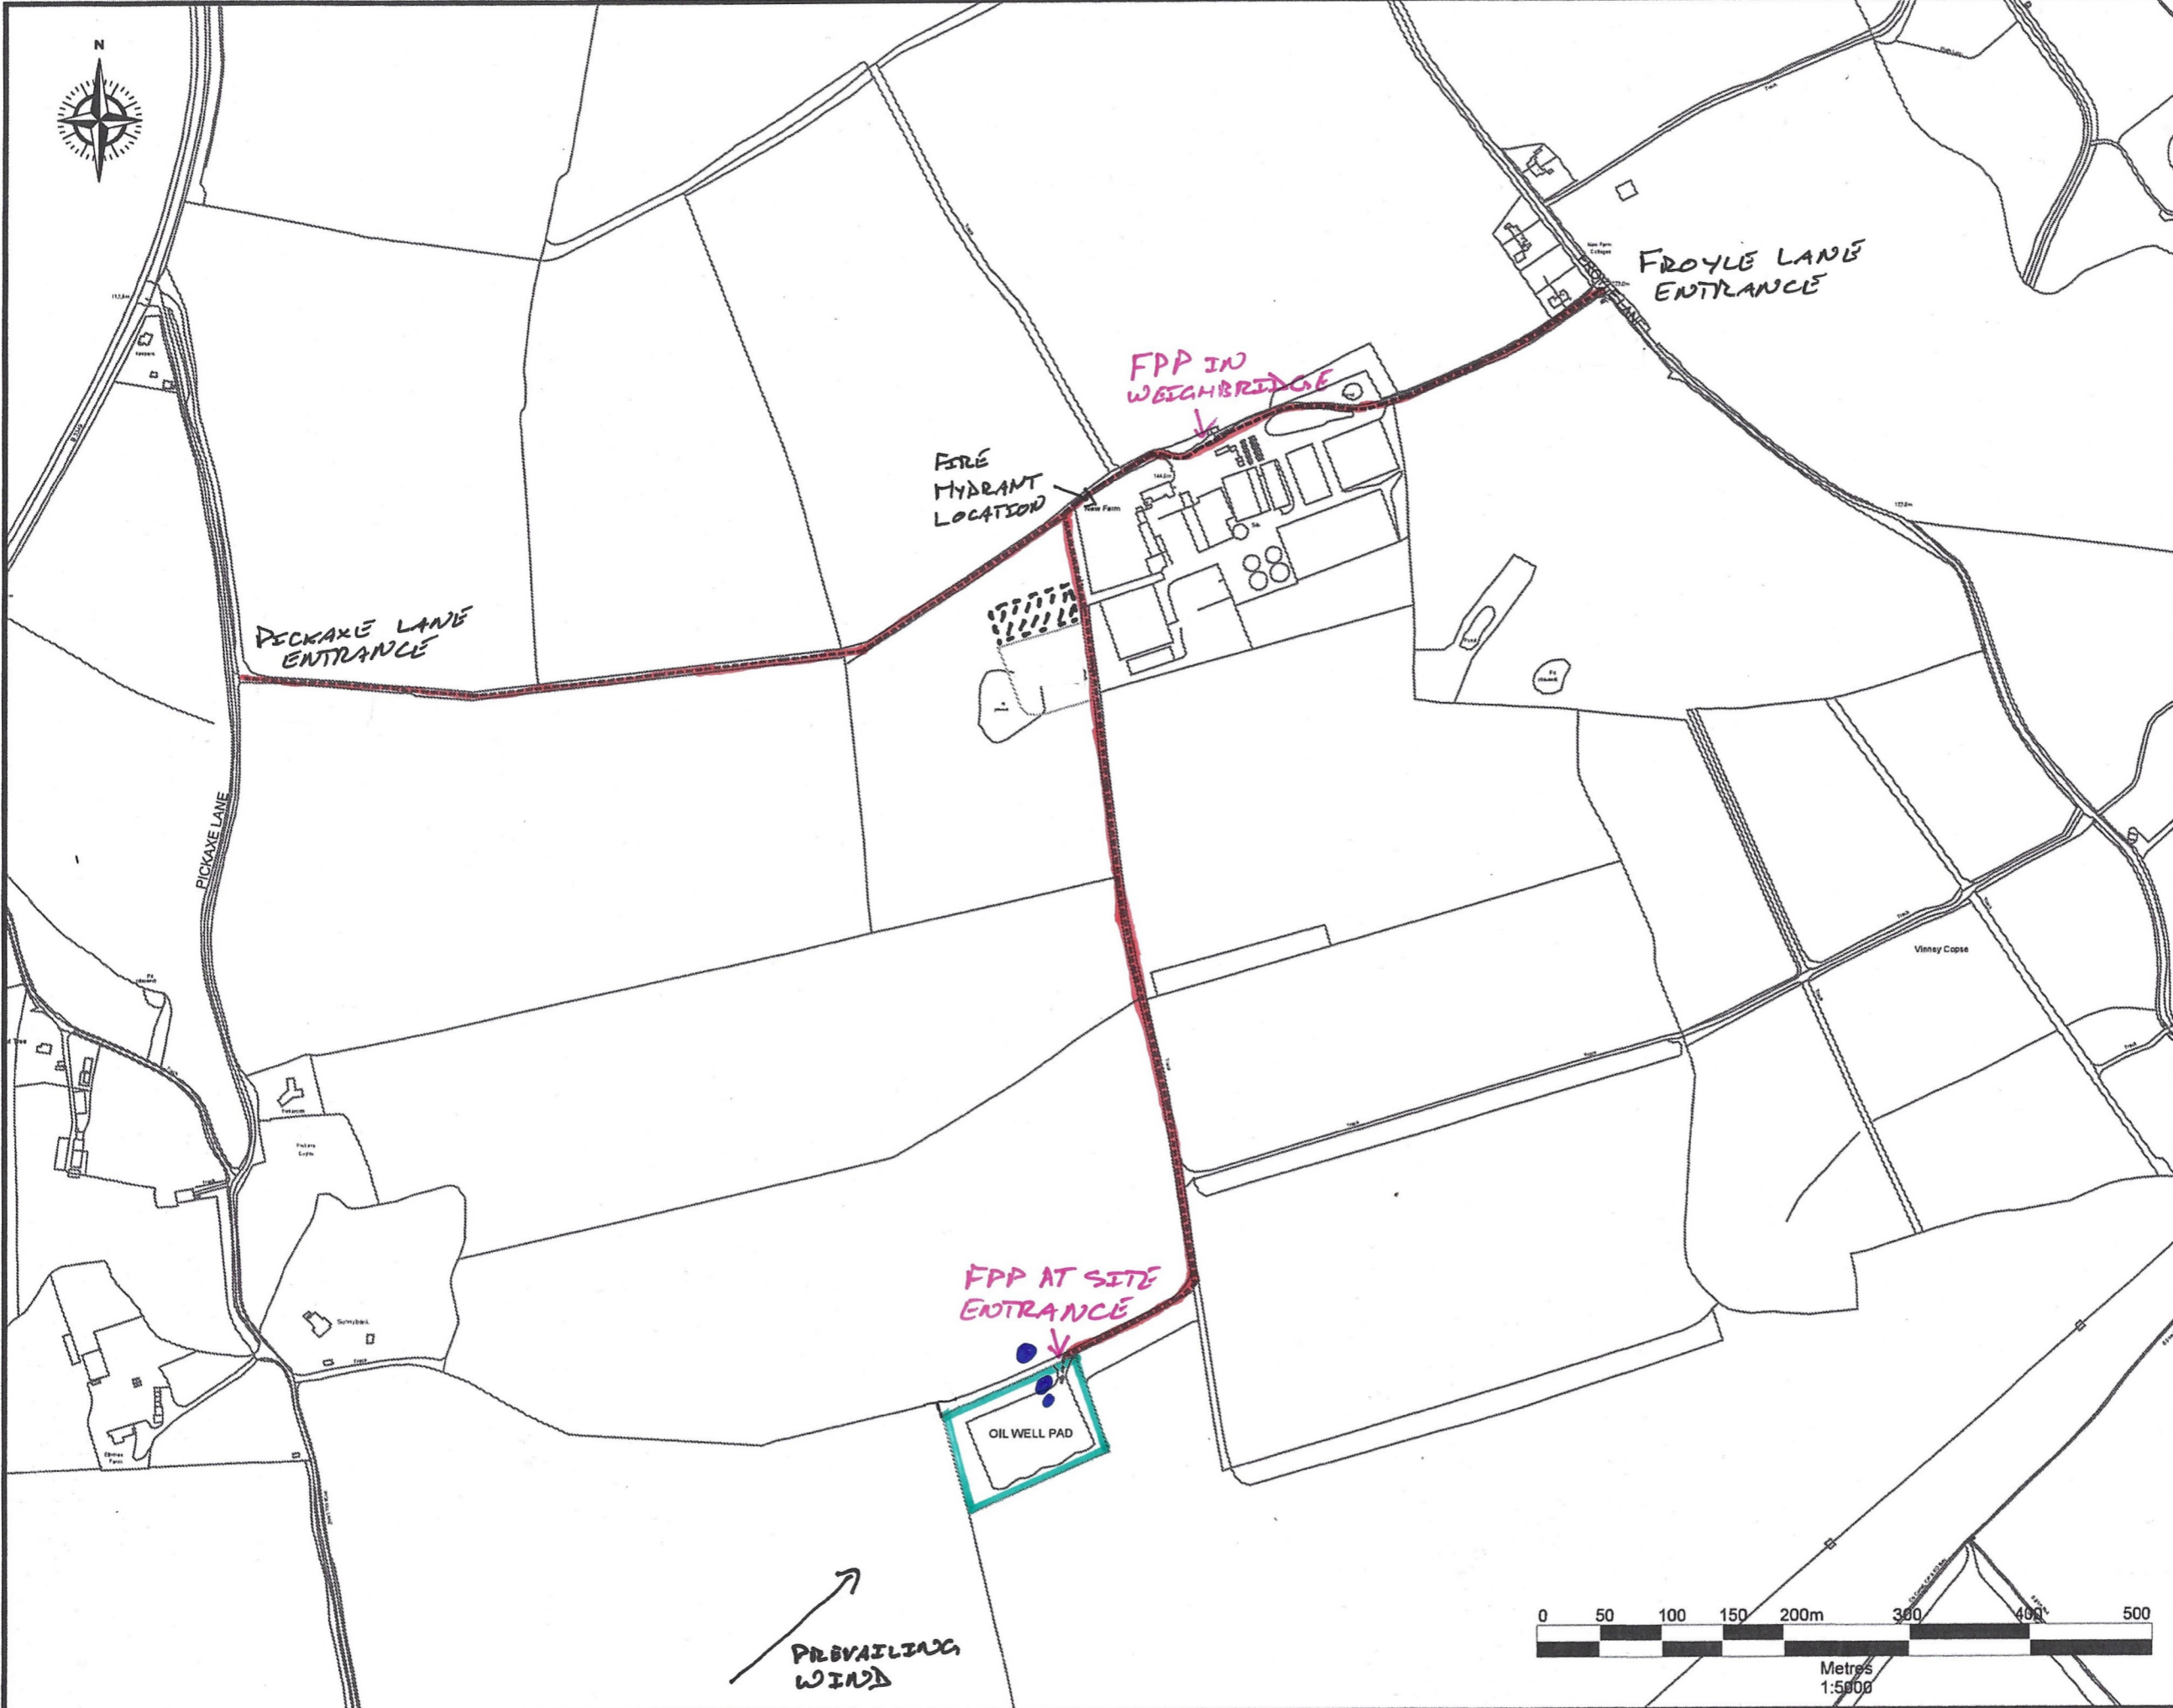 N
FROYLE LANE
ENTRANCE
FPP IN
WEIGHBRIDGE
FIRE
HYDRANT
LOCATION
New Farm
PICKAXE LANE
ENTRANCE
PICKAXE LANE
Vinney Copse
Track
Sunnybank
FPP AT SITE
ENTRANCE
OIL WELL PAD
PREVAILING
WIND
0 50 100 150 200m 300 400 500
Metres
1:5000